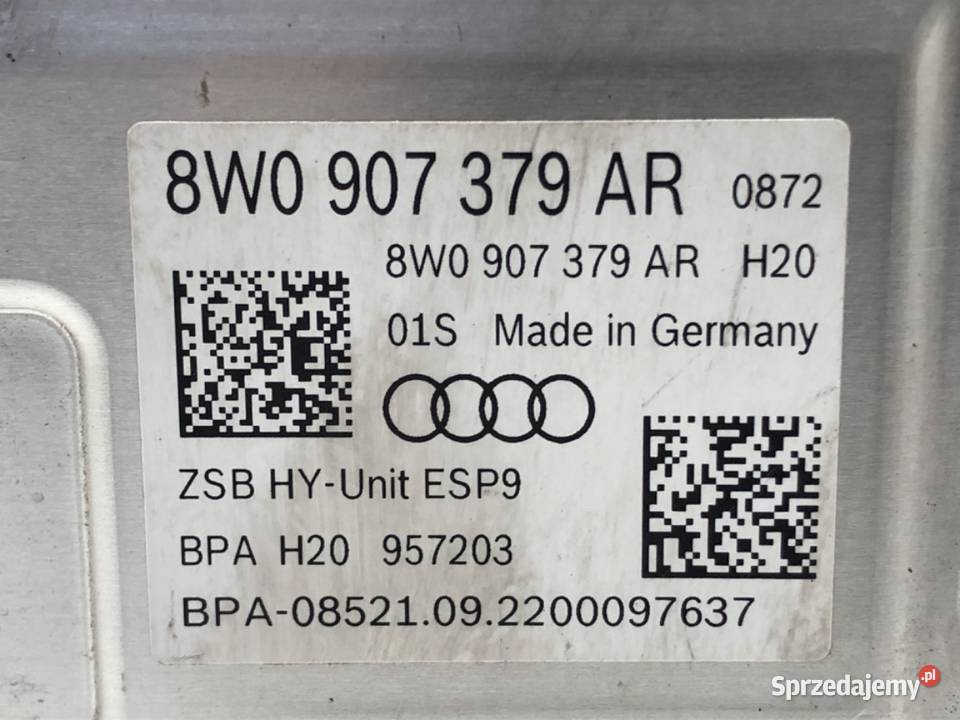 8W0 907 379 AR 0872
8W0 907 379 AR H20
01S Made in Germany
ZSB HY-Unit ESP9
BPA H20 957203
BPA-08521.09.2200097637
Sprzedajemy.pl